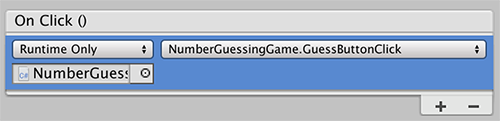 On Click ()
Runtime Only NumberGuessingGame.GuessButtonClick
NumberGuess
+ −